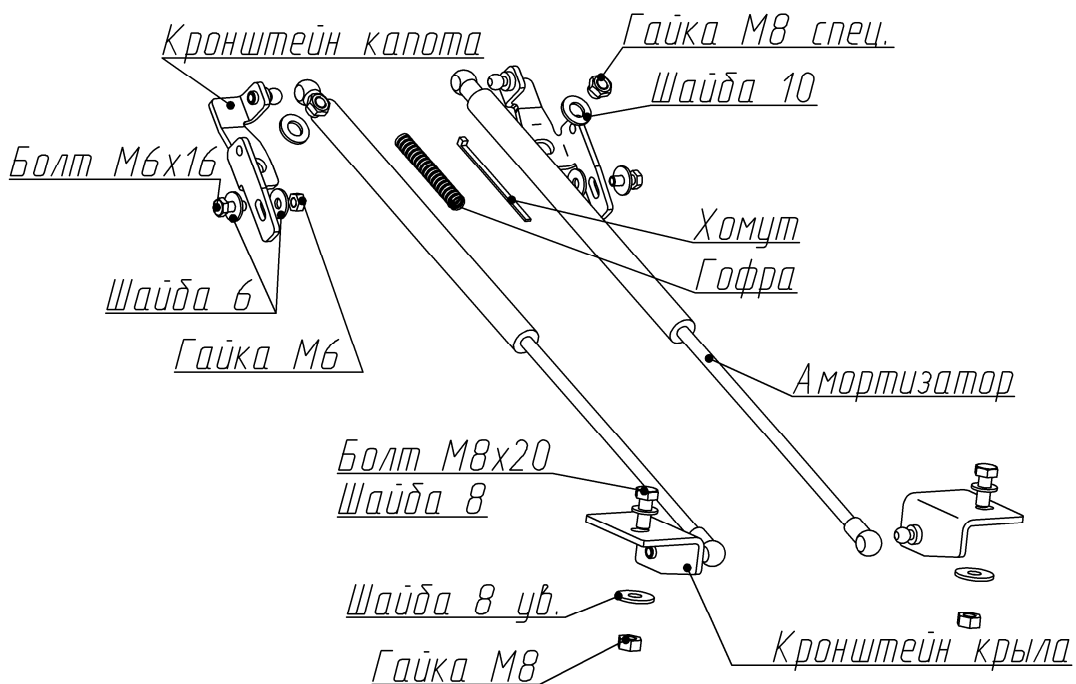 Гайка М8 спец.
Кронштейн капота
Шайба 10
Болт М6х16
Хомут
Гофра
Шайба 6
Гайка М6
Амортизатор
Болт М8х20
Шайба 8
Шайба 8 ув.
Кронштейн крыла
Гайка М8